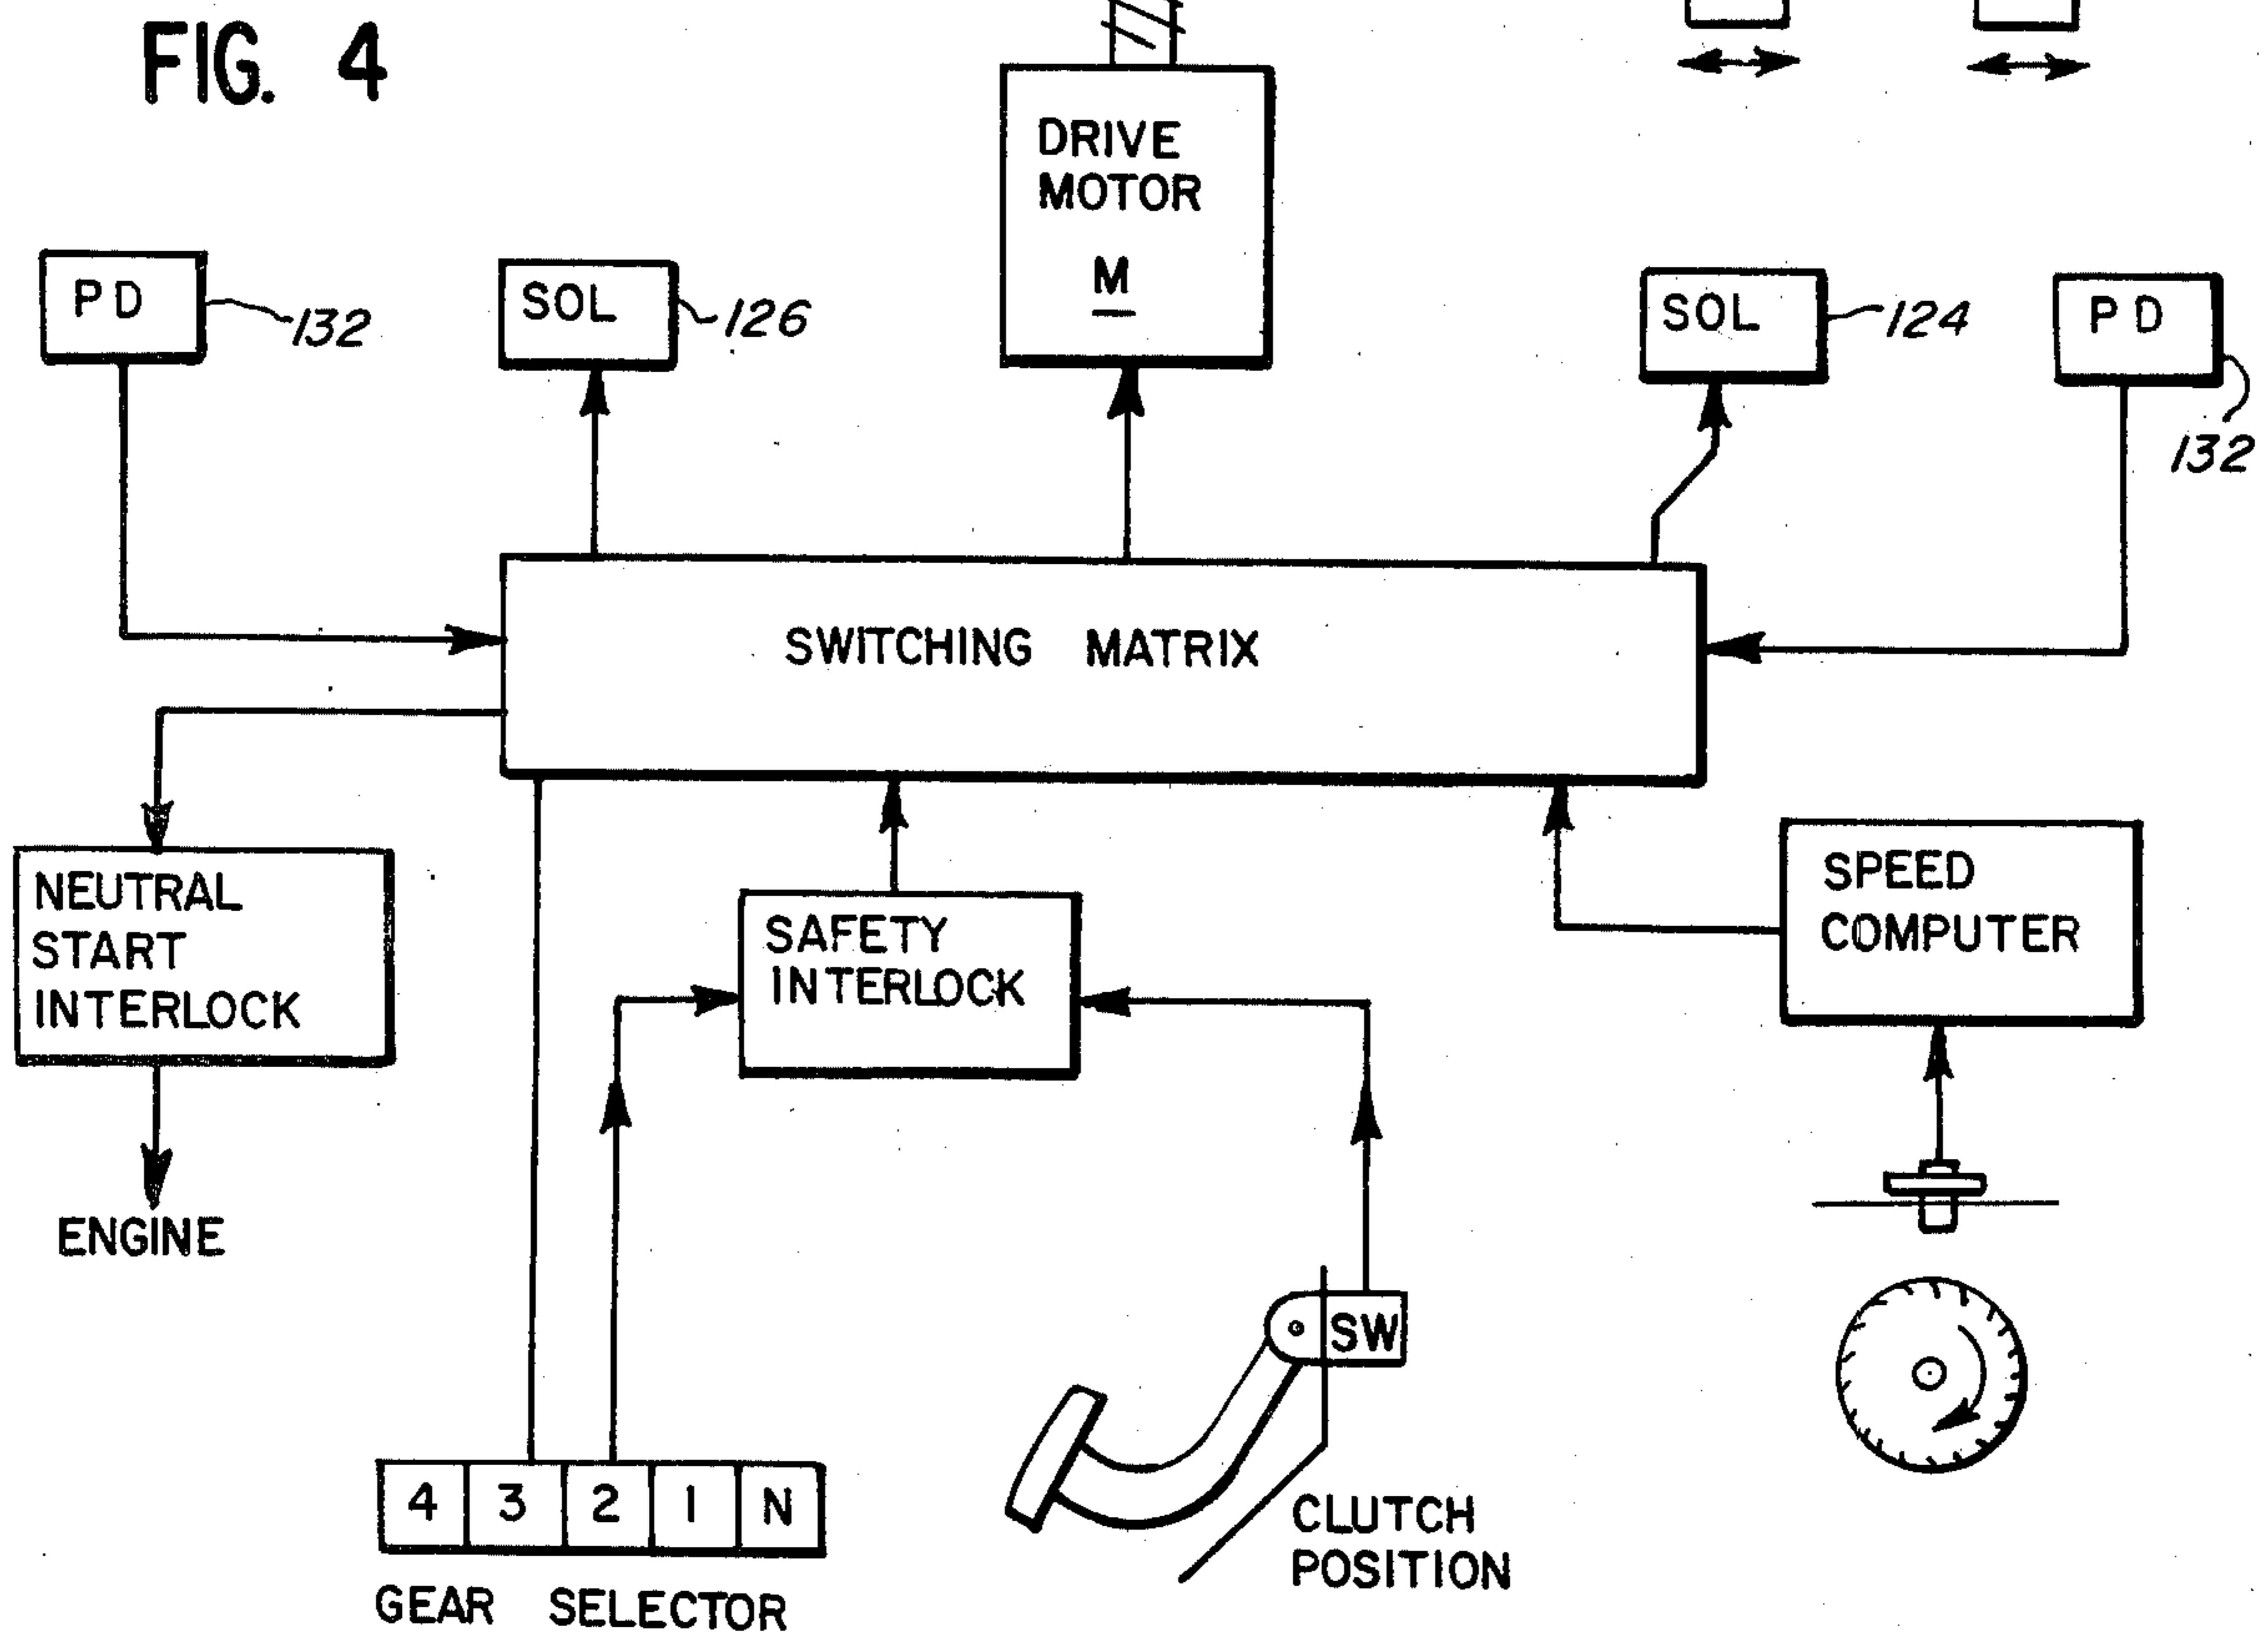 FIG. 4
DRIVE
MOTOR
M
PD
132
SOL
126
SOL
124
PD
132
SWITCHING MATRIX
NEUTRAL
START
INTERLOCK
SAFETY
INTERLOCK
SPEED
COMPUTER
ENGINE
SW
4 3 2 1 N
CLUTCH
POSITION
GEAR SELECTOR